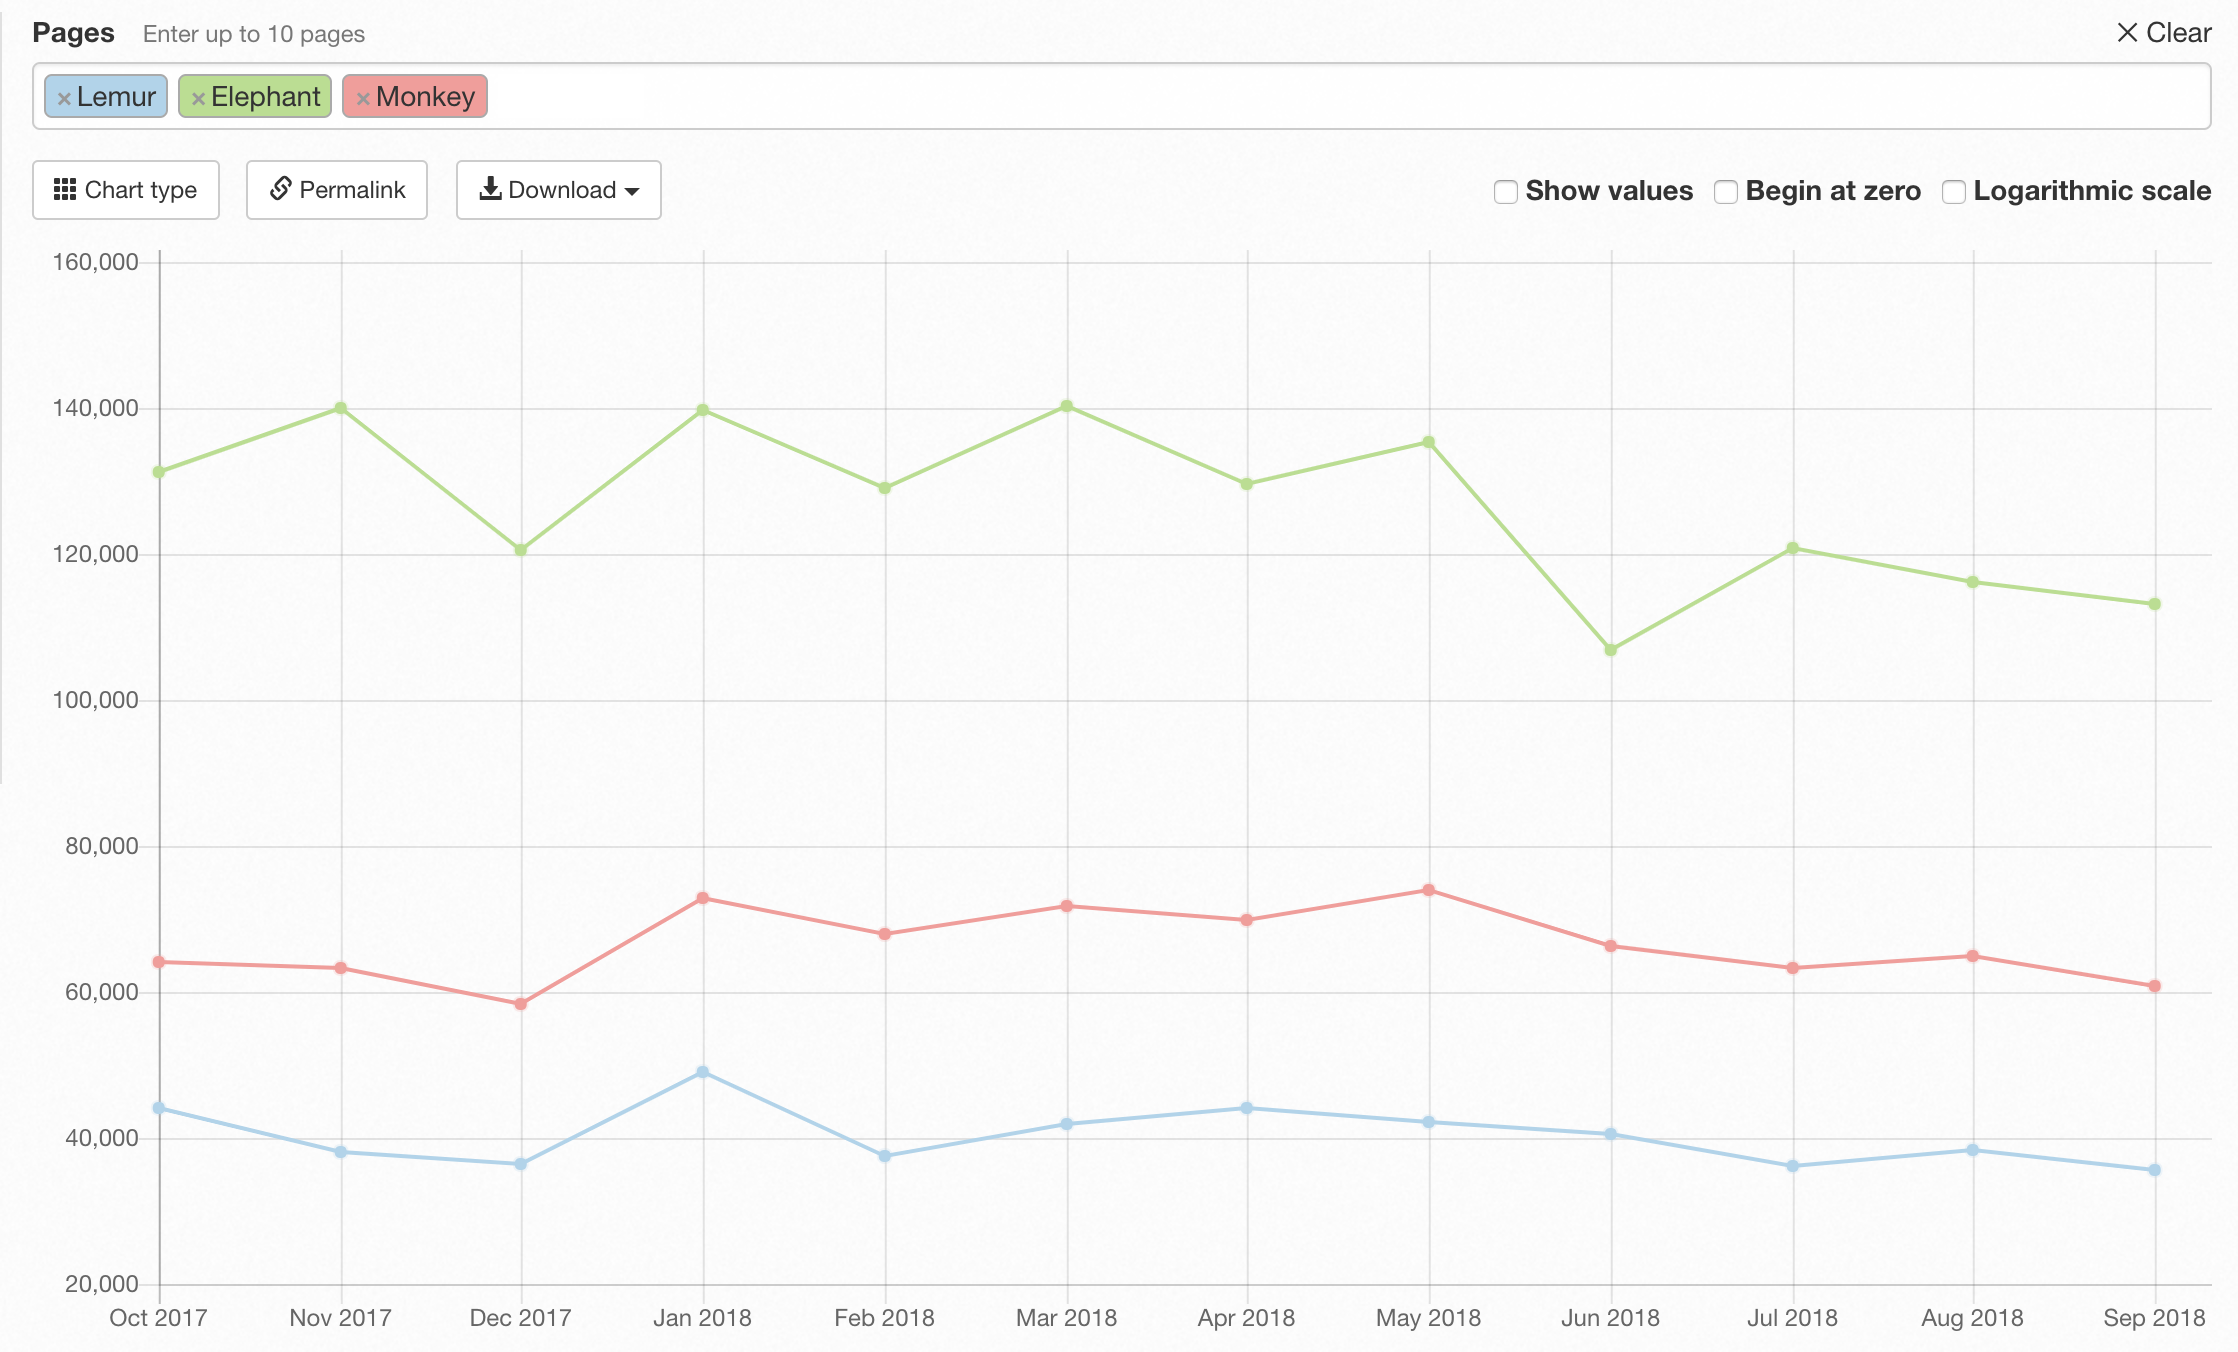 Pages Enter up to 10 pages × Clear
× Lemur × Elephant × Monkey
Chart type Permalink Download Show values Begin at zero Logarithmic scale
160,000
140,000
120,000
100,000
80,000
60,000
40,000
20,000
Oct 2017 Nov 2017 Dec 2017 Jan 2018 Feb 2018 Mar 2018 Apr 2018 May 2018 Jun 2018 Jul 2018 Aug 2018 Sep 2018